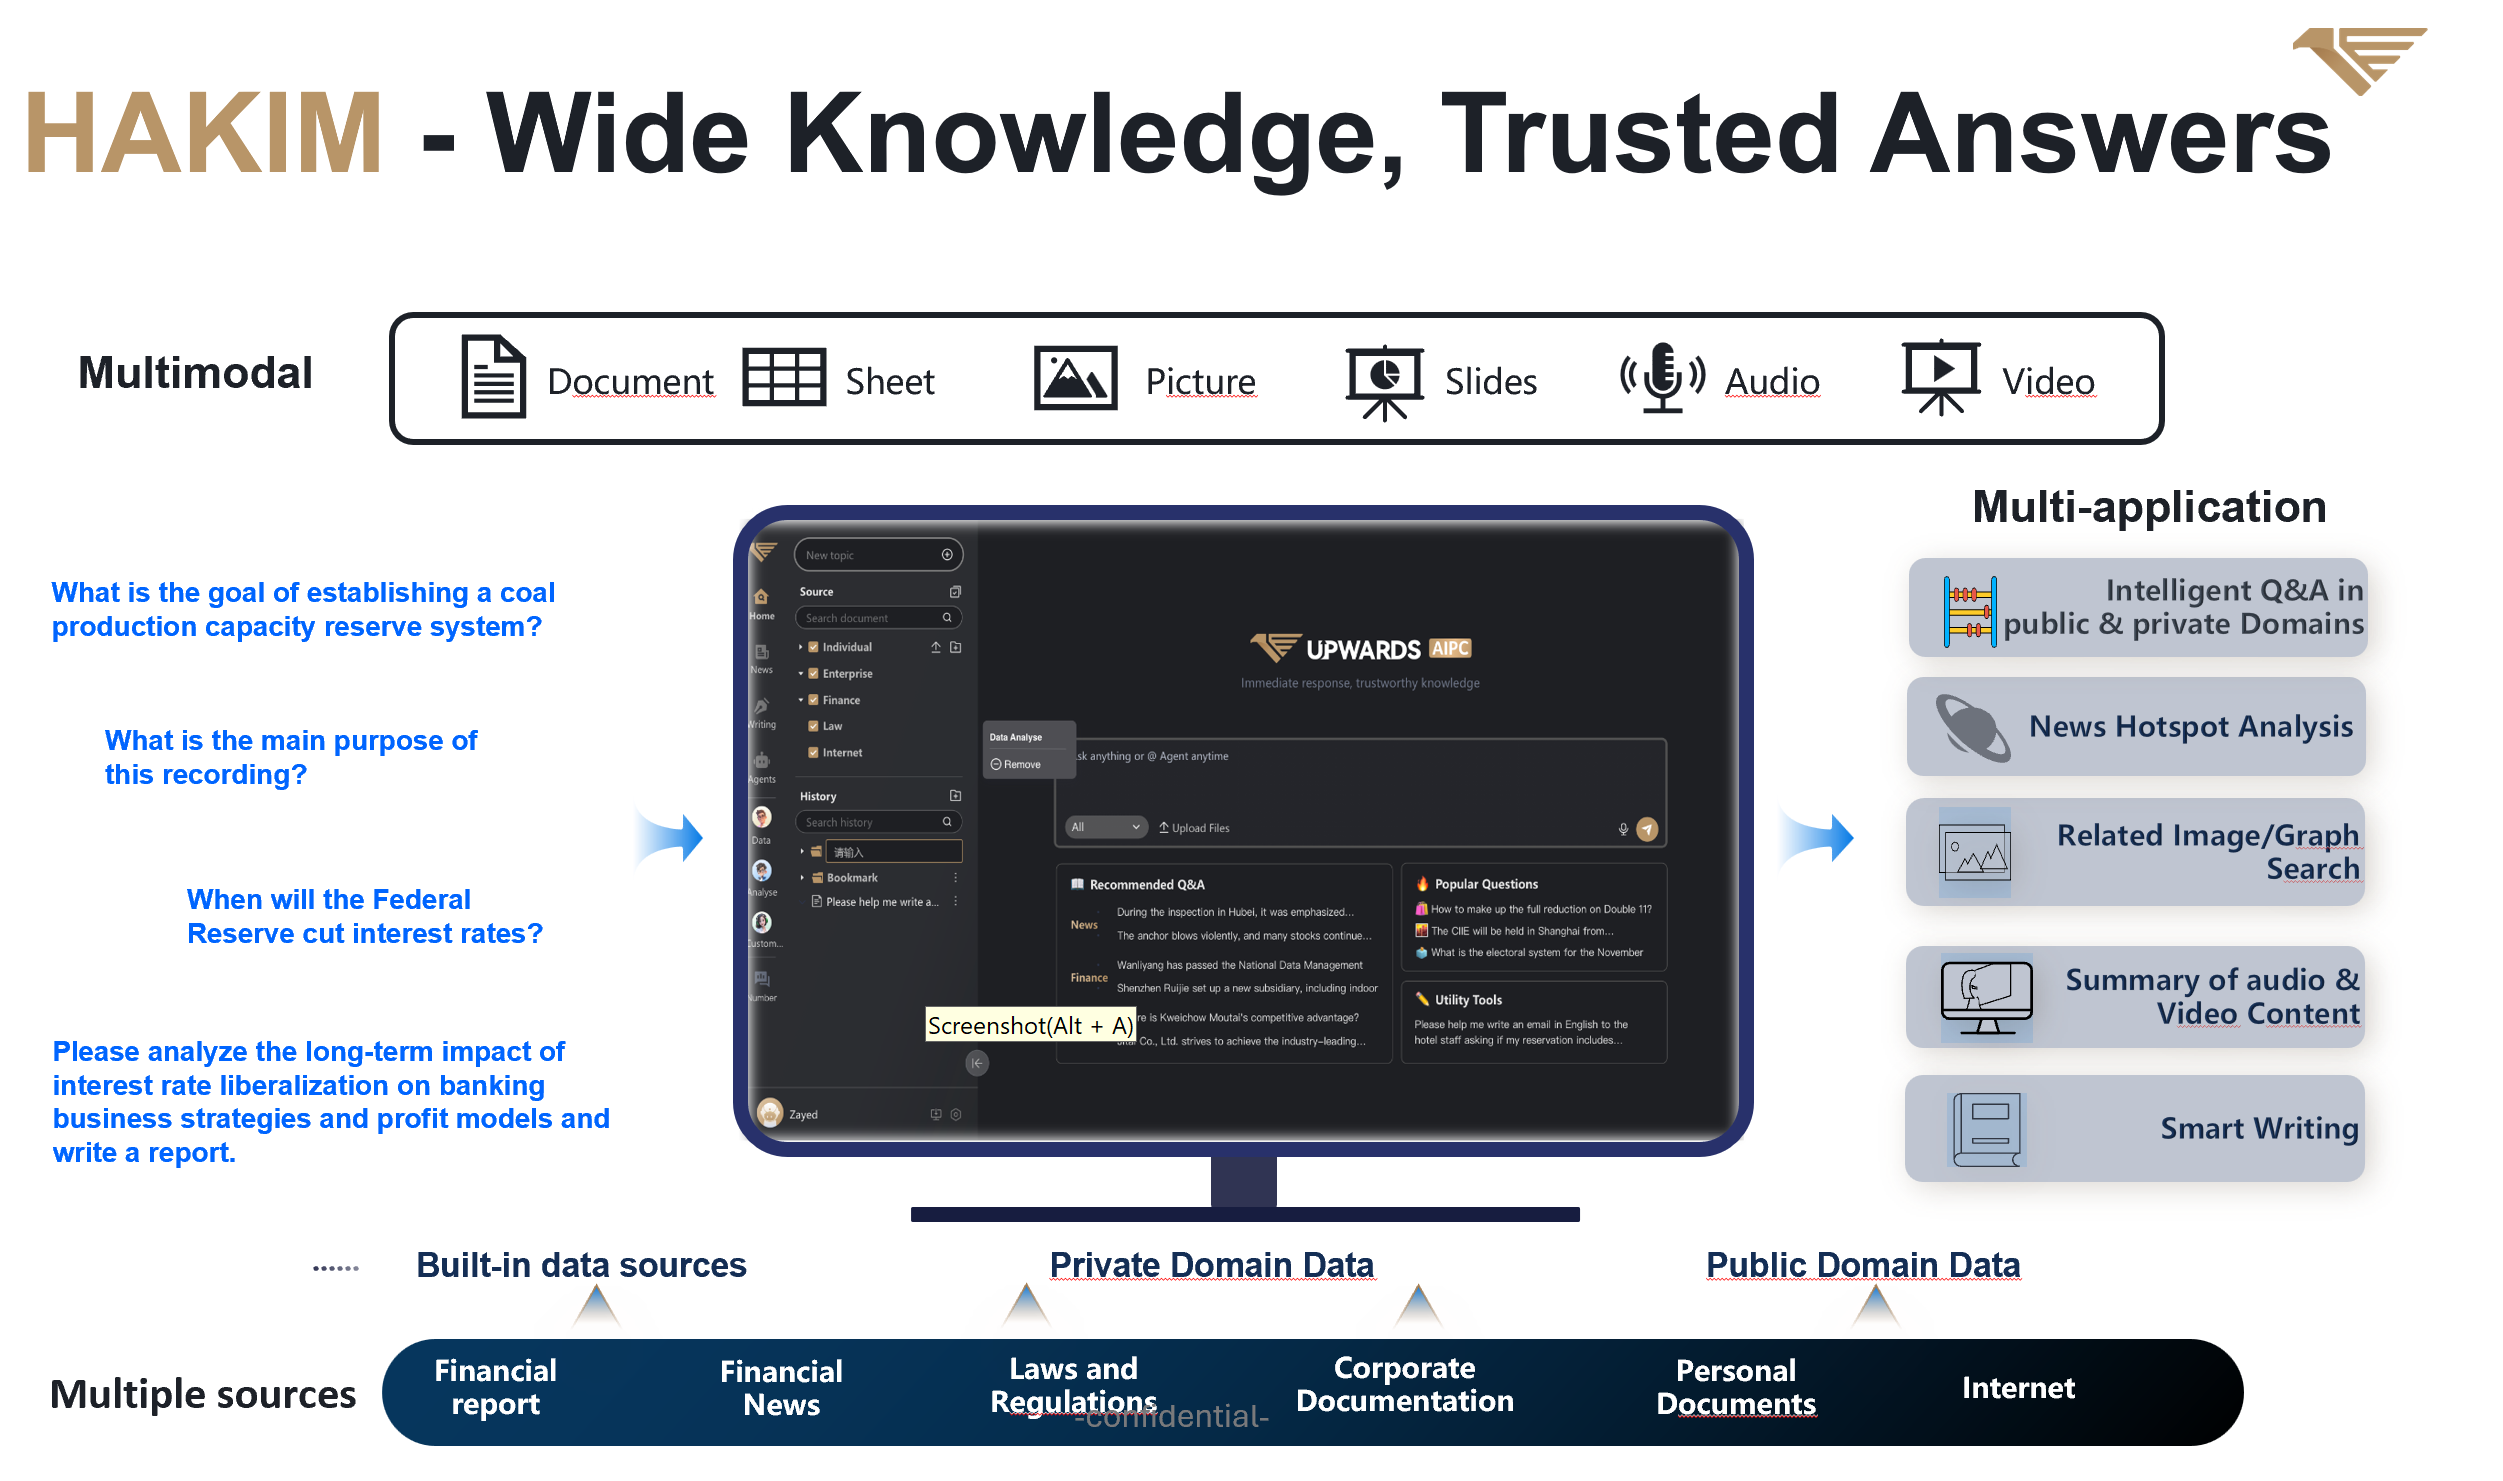 HAKIM - Wide Knowledge, Trusted Answers
Multimodal
Document
Sheet
Picture
Slides
Audio
Video
What is the goal of establishing a coal
production capacity reserve system?
What is the main purpose of
this recording?
When will the Federal
Reserve cut interest rates?
Please analyze the long-term impact of
interest rate liberalization on banking
business strategies and profit models and
write a report.
New topic
Home
News
Writing
Agents
Data
Analyse
Custom...
Number
Source
Search document
Individual
Enterprise
Finance
Law
Internet
History
Search history
请输入
Bookmark
Please help me write a...
Zayed
UPWARDS AIPC
Immediate response, trustworthy knowledge
Data Analyse
Remove
sk anything or @ Agent anytime
All
Upload Files
Recommended Q&A
News
During the inspection in Hubei, it was emphasized...
The anchor blows violently, and many stocks continue...
Finance
Wanliyang has passed the National Data Management
Shenzhen Ruijie set up a new subsidiary, including indoor
re is Kweichow Moutai's competitive advantage?
Co., Ltd. strives to achieve the industry-leading...
Screenshot(Alt + A)
Popular Questions
How to make up the full reduction on Double 11?
The CIIE will be held in Shanghai from...
What is the electoral system for the November
Utility Tools
Please help me write an email in English to the
hotel staff asking if my reservation includes...
Multi-application
Intelligent Q&A in
public & private Domains
News Hotspot Analysis
Related Image/Graph
Search
Summary of audio &
Video Content
Smart Writing
......
Built-in data sources
Private Domain Data
Public Domain Data
Multiple sources
Financial
report
Financial
News
Laws and
Regulations
Corporate
Documentation
Personal
Documents
Internet
-confidential-